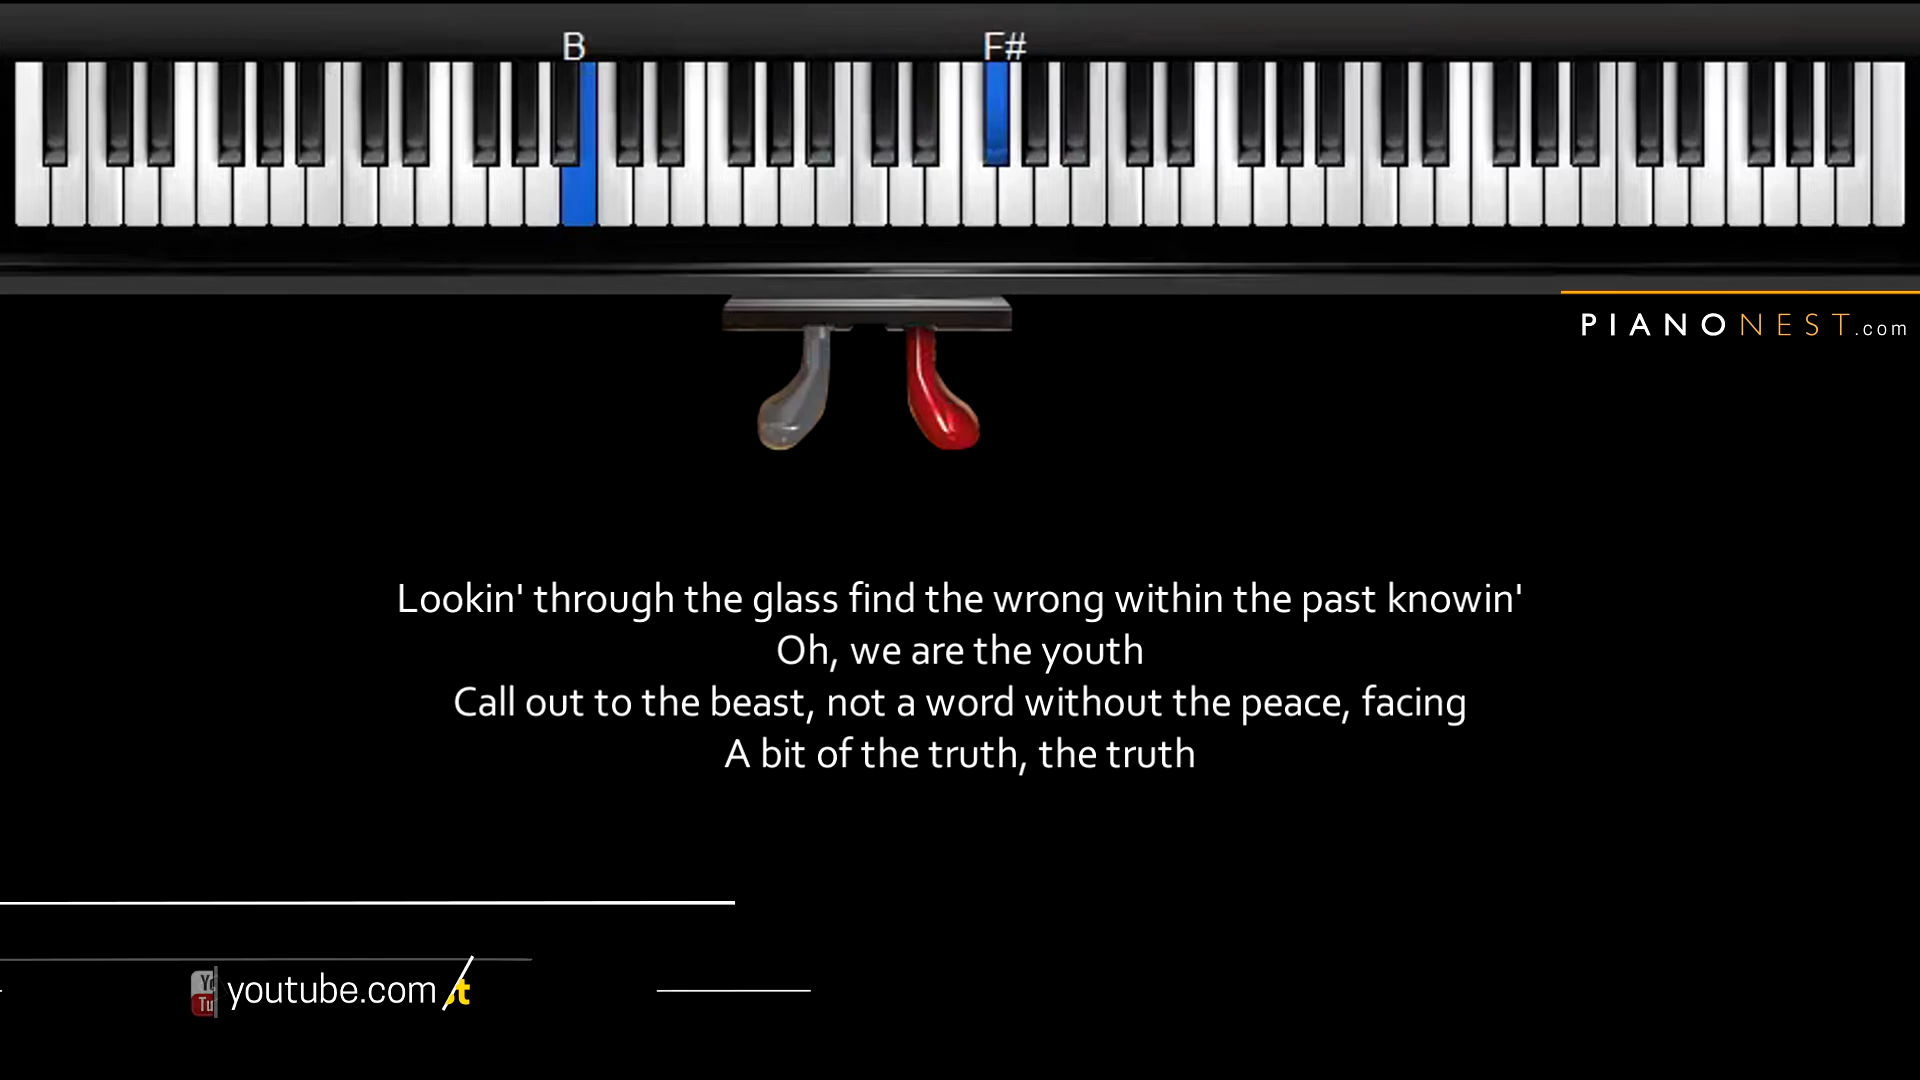 B F#
PIANONEST.com
Lookin' through the glass find the wrong within the past knowin'
Oh, we are the youth
Call out to the beast, not a word without the peace, facing
A bit of the truth, the truth
youtube.com